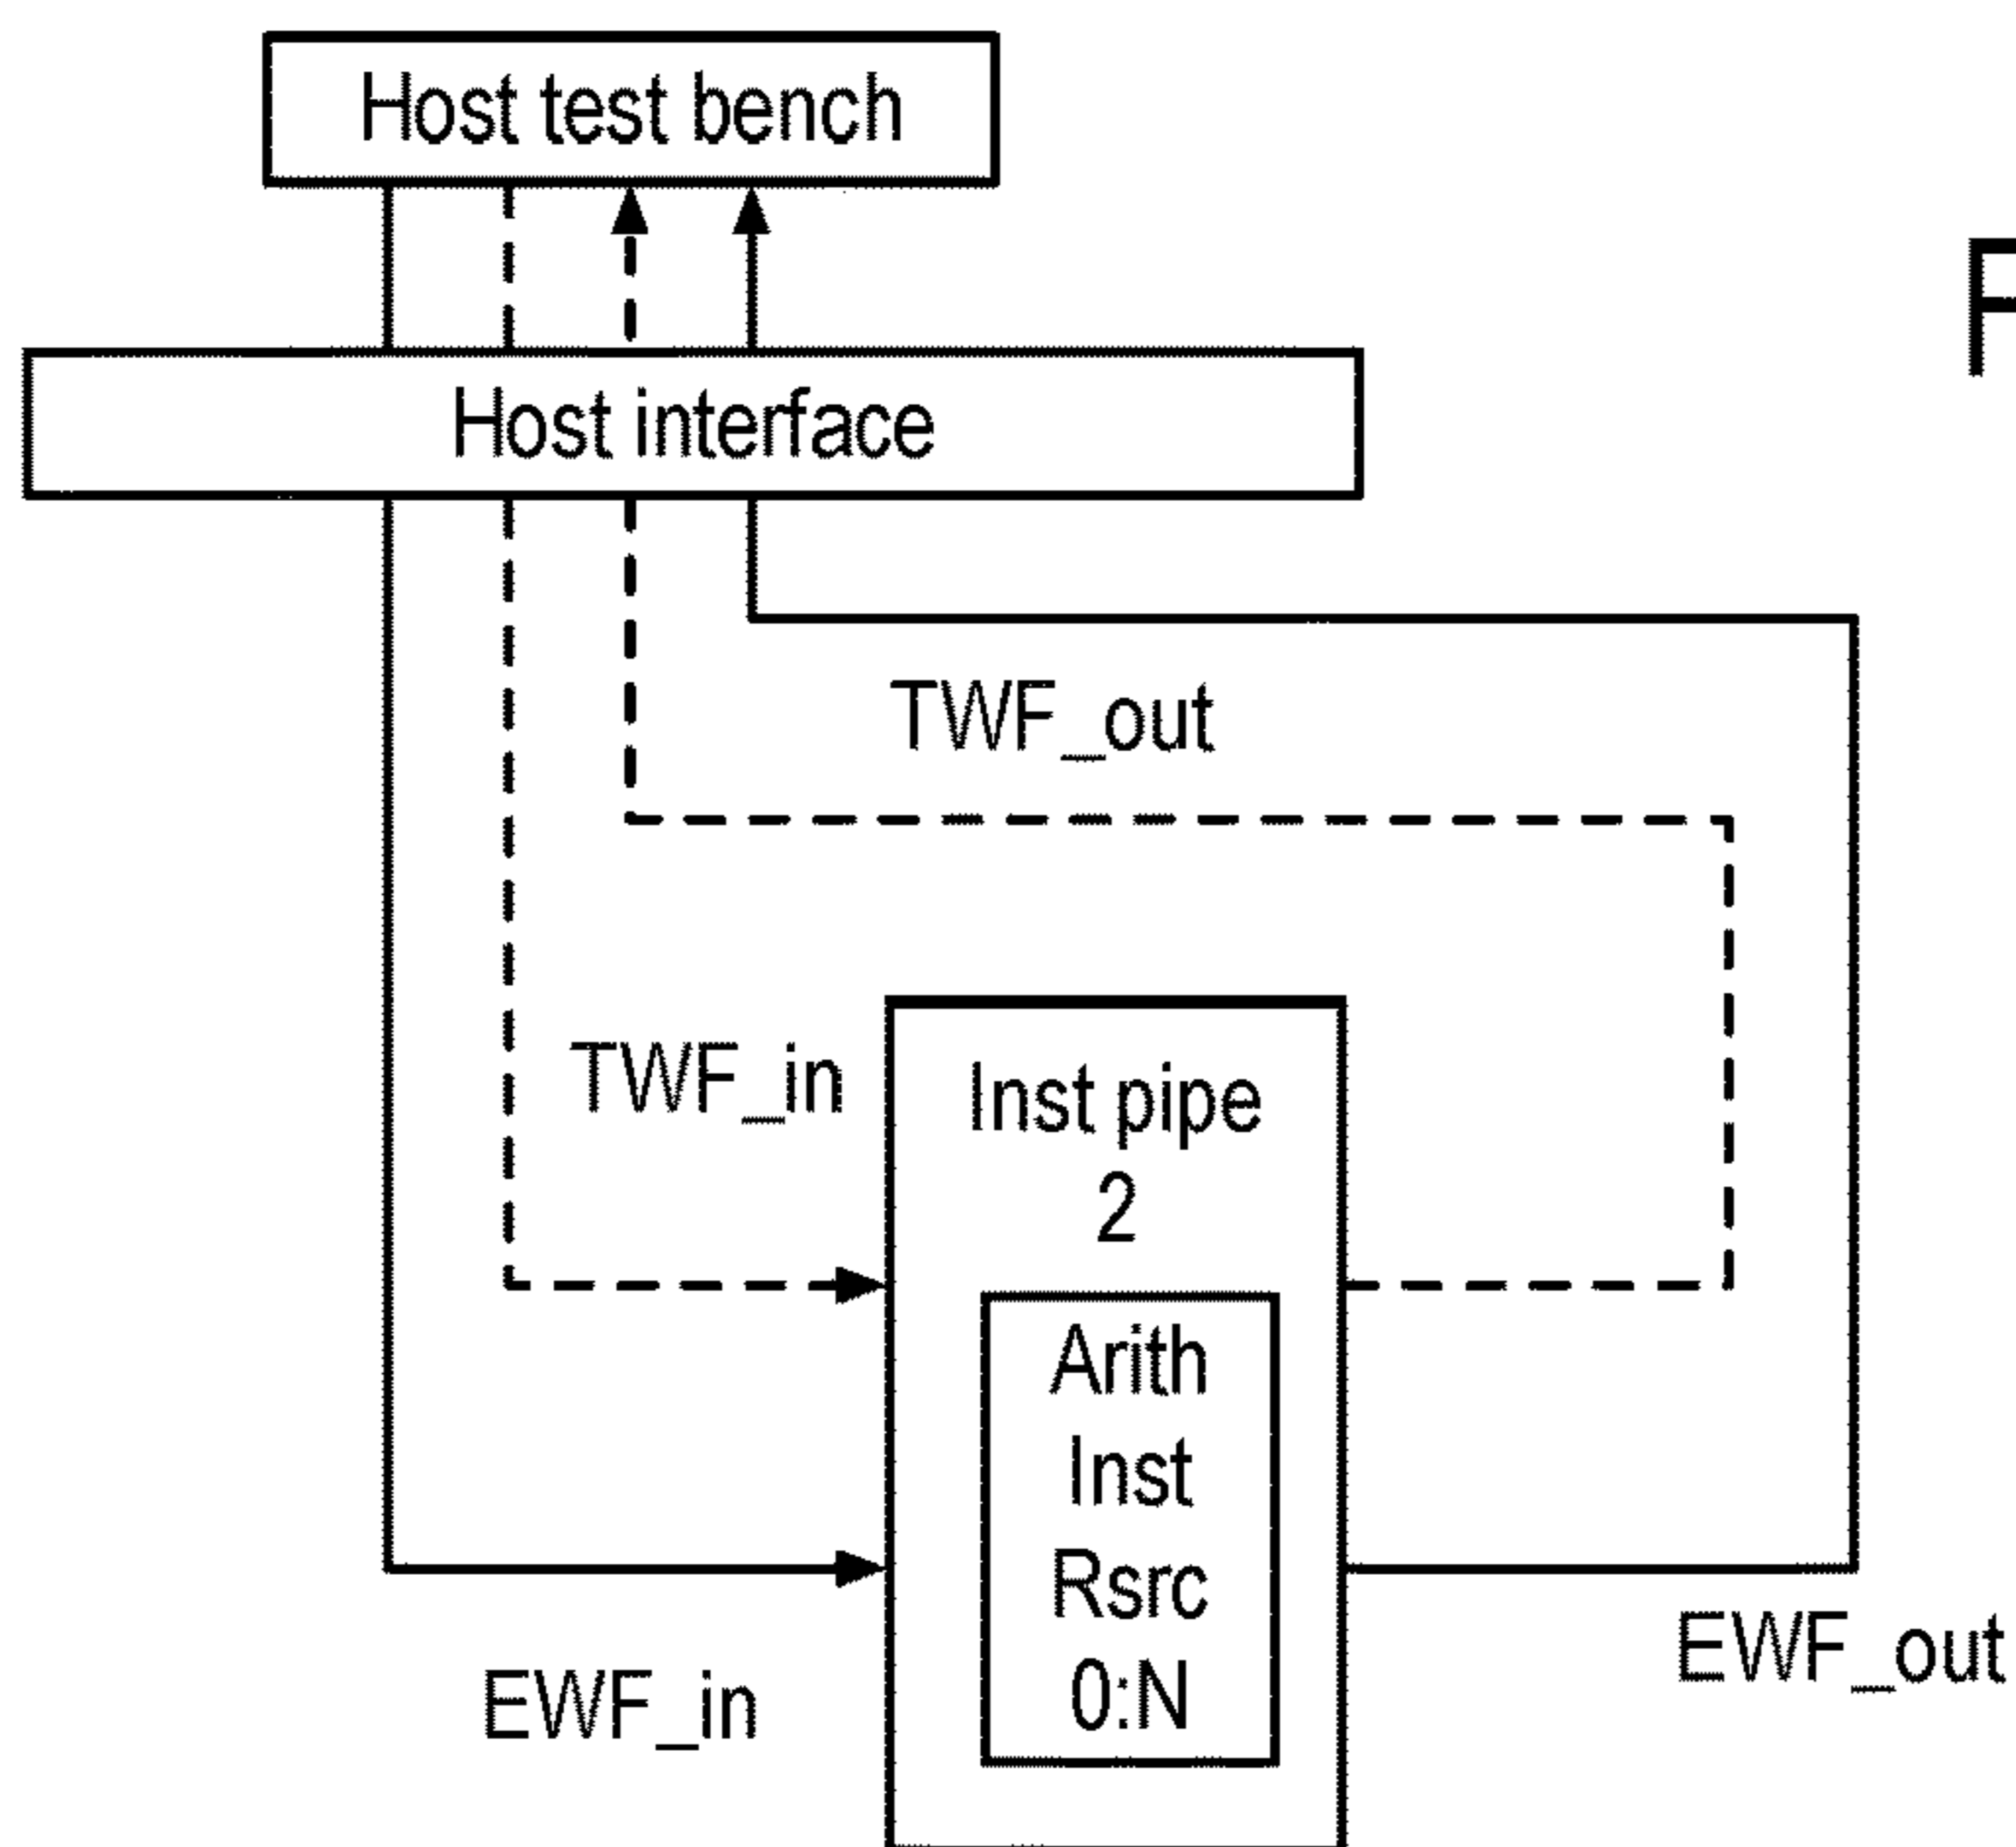 Host test bench
Host interface
TWF_out
TWF_in
Inst pipe
2
Arith
Inst
Rsrc
0:N
EWF_in
EWF_out